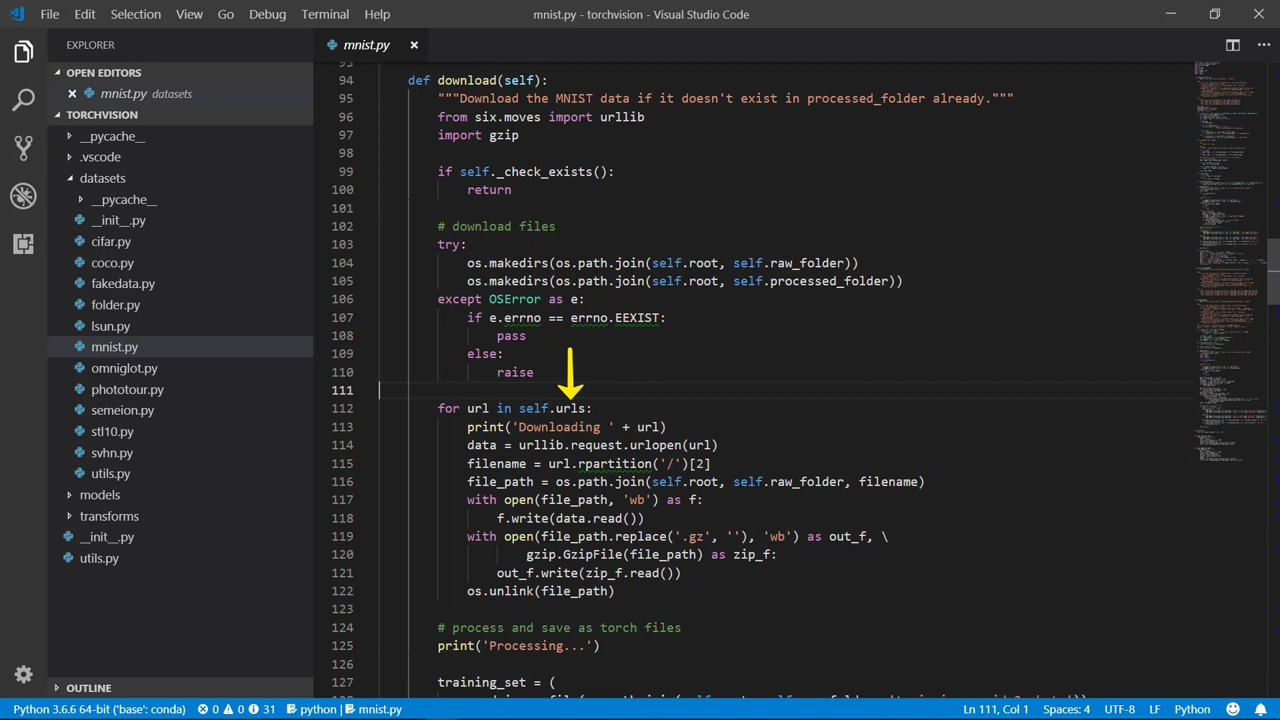 File Edit Selection View Go Debug Terminal Help
mnist.py - torchvision - Visual Studio Code
EXPLORER
OPEN EDITORS
mnist.py datasets
TORCHVISION
__pycache__
.vscode
datasets
__pycache__
__init__.py
cifar.py
coco.py
fakedata.py
folder.py
lsun.py
mnist.py
omniglot.py
phototour.py
semeion.py
stl10.py
svhn.py
utils.py
models
transforms
__init__.py
utils.py
OUTLINE
mnist.py
93
94 def download(self):
95 """Download the MNIST data if it doesn't exist in processed_folder already."""
96 from six.moves import urllib
97 import gzip
98
99 if self._check_exists():
100 return
101
102 # download files
103 try:
104 os.makedirs(os.path.join(self.root, self.raw_folder))
105 os.makedirs(os.path.join(self.root, self.processed_folder))
106 except OSError as e:
107 if e.errno == errno.EEXIST:
108 pass
109 else:
110 raise
111
112 for url in self.urls:
113 print('Downloading ' + url)
114 data = urllib.request.urlopen(url)
115 filename = url.rpartition('/')[2]
116 file_path = os.path.join(self.root, self.raw_folder, filename)
117 with open(file_path, 'wb') as f:
118 f.write(data.read())
119 with open(file_path.replace('.gz', ''), 'wb') as out_f, \
120 gzip.GzipFile(file_path) as zip_f:
121 out_f.write(zip_f.read())
122 os.unlink(file_path)
123
124 # process and save as torch files
125 print('Processing...')
126
127 training_set = (
Python 3.6.6 64-bit ('base': conda) 0 0 31 python | mnist.py Ln 111, Col 1 Spaces: 4 UTF-8 LF Python